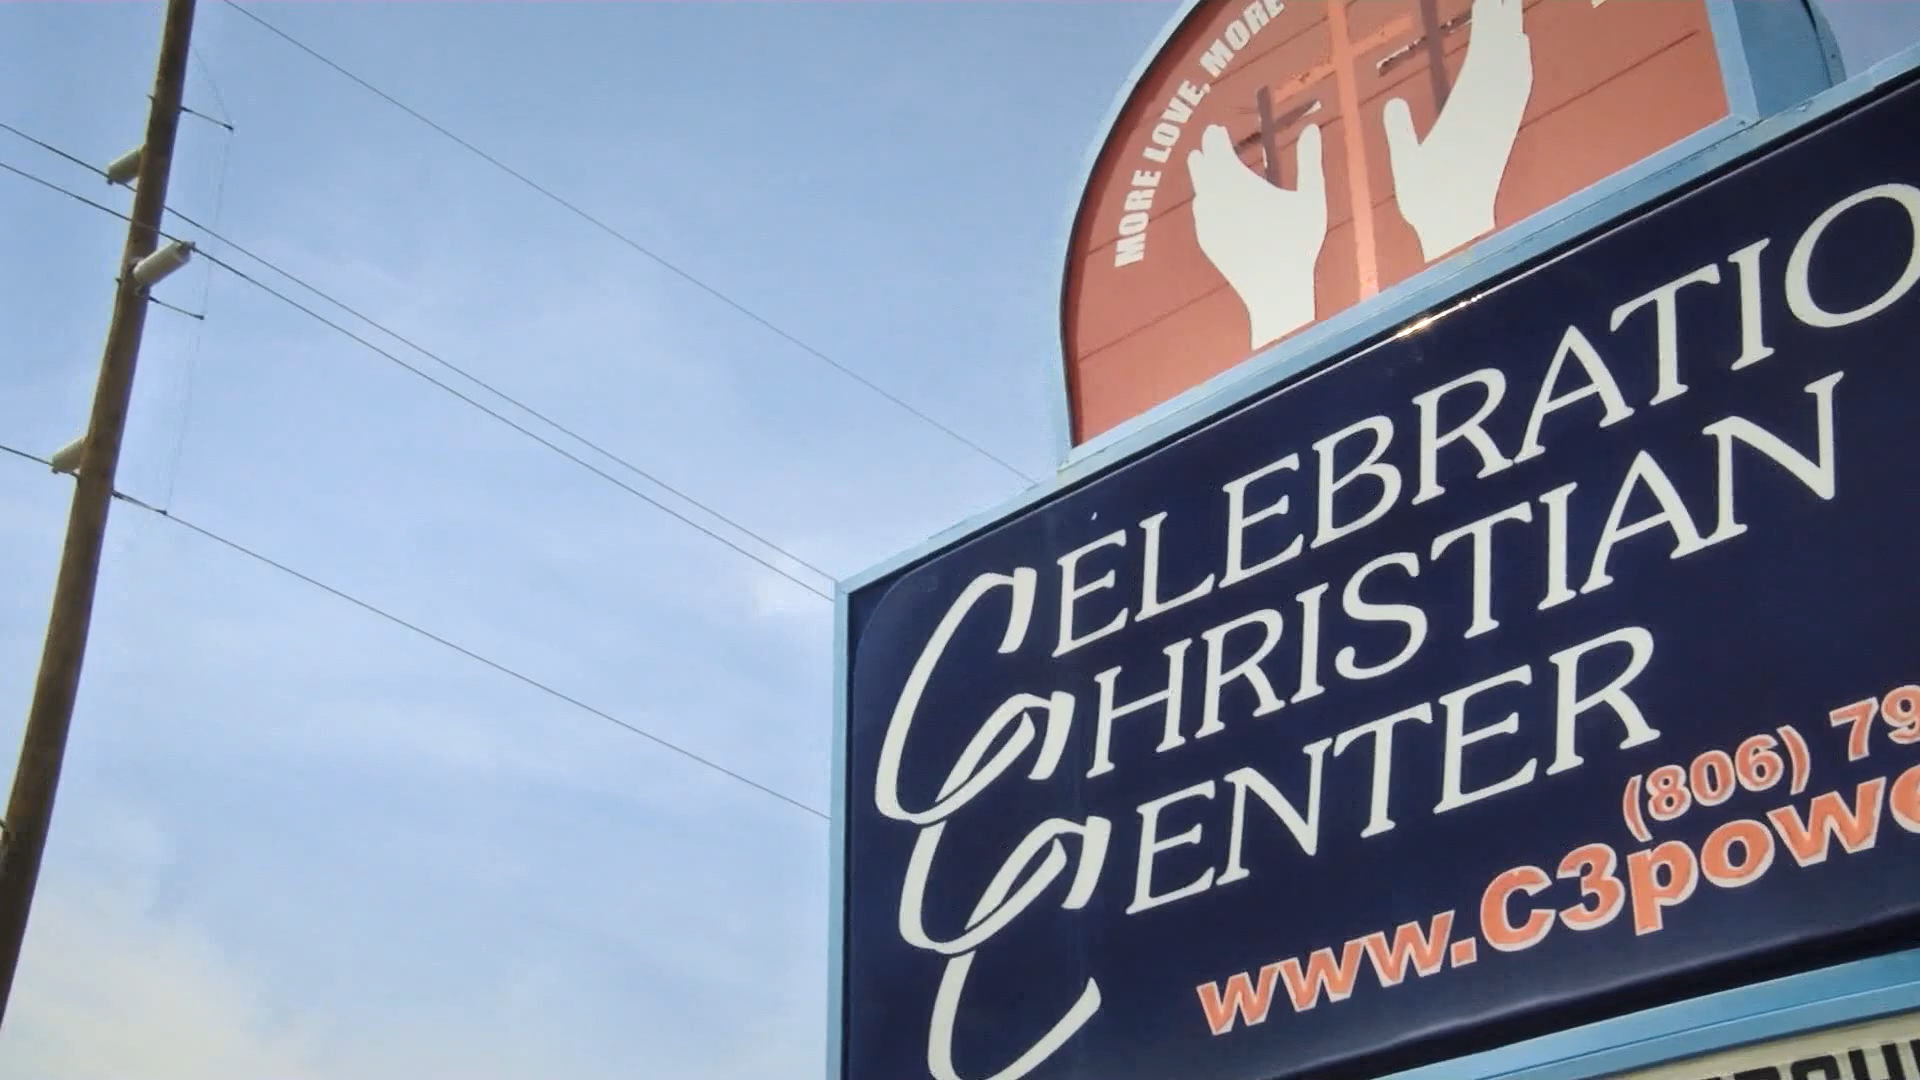 MORE LOVE, MORE
CELEBRATIO
CHRISTIAN
CENTER
(806) 79
www.C3powe